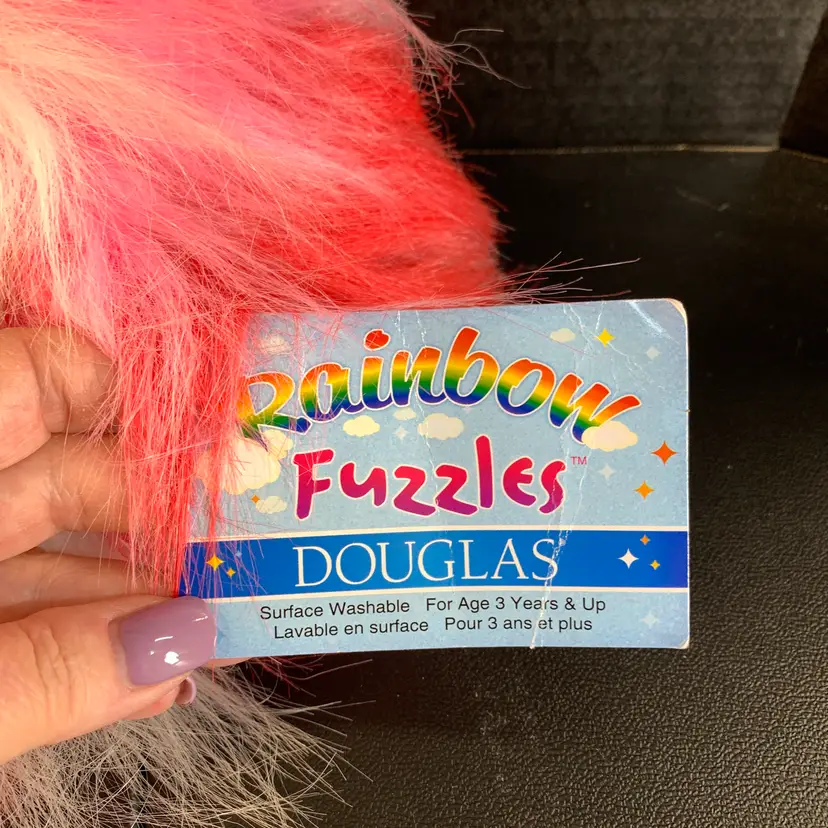 Rainbow
Fuzzles™
DOUGLAS
Surface Washable For Age 3 Years & Up
Lavable en surface Pour 3 ans et plus